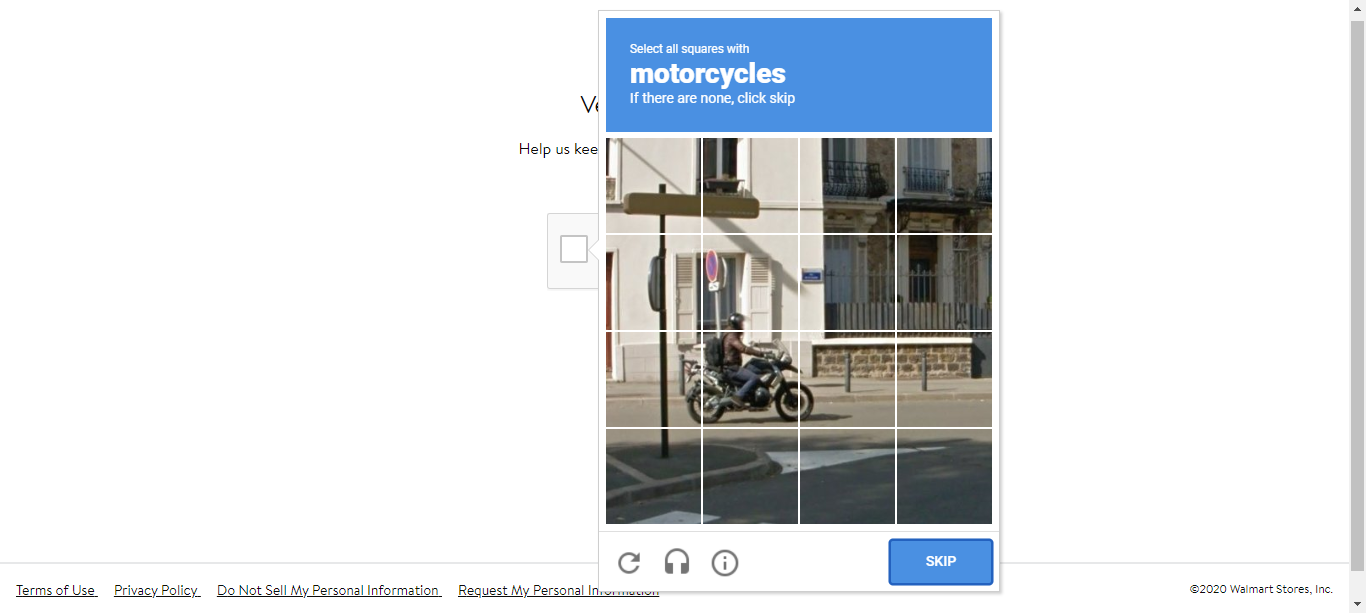 Select all squares with
motorcycles
If there are none, click skip
Help us kee
SKIP
Terms of Use Privacy Policy Do Not Sell My Personal Information Request My Personal Information
©2020 Walmart Stores, Inc.